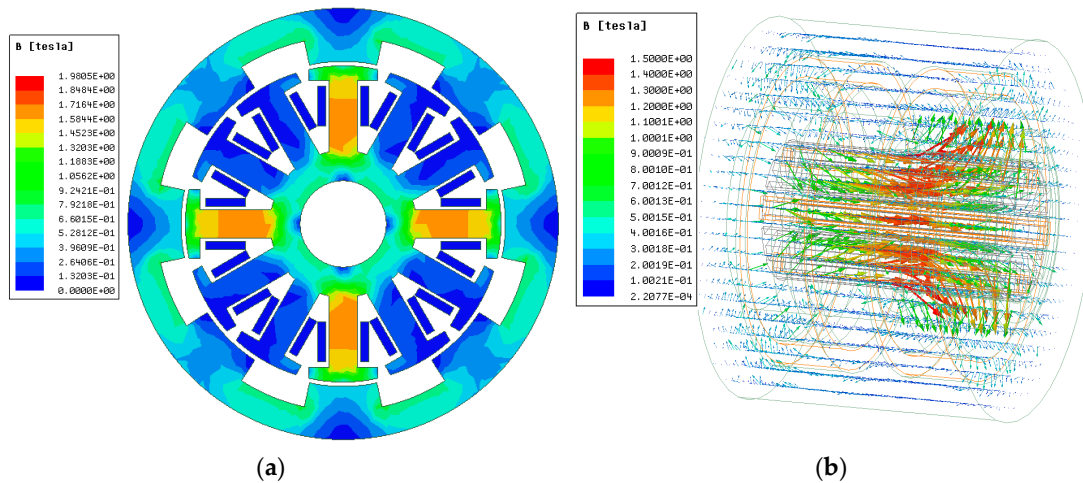 B [tesla]
1.9805E+00
1.8484E+00
1.7164E+00
1.5844E+00
1.4523E+00
1.3203E+00
1.1883E+00
1.0562E+00
9.2421E-01
7.9218E-01
6.6015E-01
5.2812E-01
3.9609E-01
2.6406E-01
1.3203E-01
0.0000E+00
(a)
B [tesla]
1.5000E+00
1.4000E+00
1.3000E+00
1.2000E+00
1.1001E+00
1.0001E+00
9.0009E-01
8.0010E-01
7.0012E-01
6.0013E-01
5.0015E-01
4.0016E-01
3.0018E-01
2.0019E-01
1.0021E-01
2.2077E-04
(b)